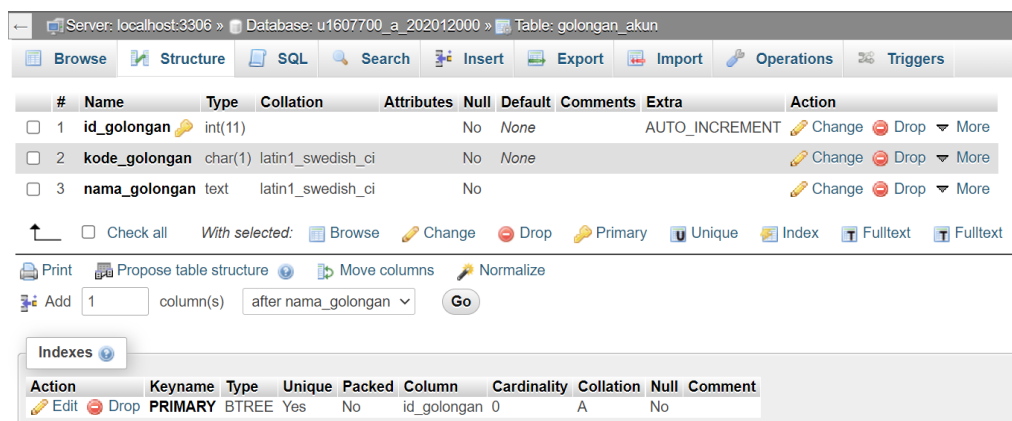 ← Server: localhost:3306 » Database: u1607700_a_202012000 » Table: golongan_akun
Browse Structure SQL Search Insert Export Import Operations Triggers
# Name Type Collation Attributes Null Default Comments Extra Action
1 id_golongan int(11) No None AUTO_INCREMENT Change Drop More
2 kode_golongan char(1) latin1_swedish_ci No None Change Drop More
3 nama_golongan text latin1_swedish_ci No Change Drop More
Check all With selected: Browse Change Drop Primary Unique Index Fulltext Fulltext
Print Propose table structure Move columns Normalize
Add 1 column(s) after nama_golongan Go
Indexes
Action Keyname Type Unique Packed Column Cardinality Collation Null Comment
Edit Drop PRIMARY BTREE Yes No id_golongan 0 A No